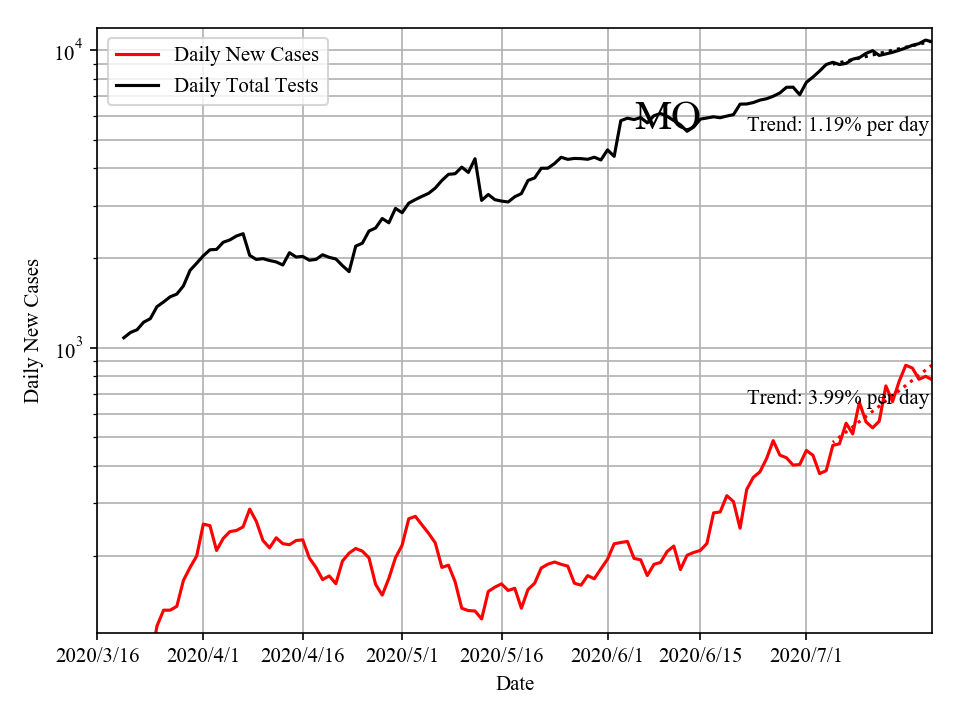 10^4
Daily New Cases
Daily Total Tests
MO
Trend: 1.19% per day
10^3
Trend: 3.99% per day
Daily New Cases
2020/3/16 2020/4/1 2020/4/16 2020/5/1 2020/5/16 2020/6/1 2020/6/15 2020/7/1
Date